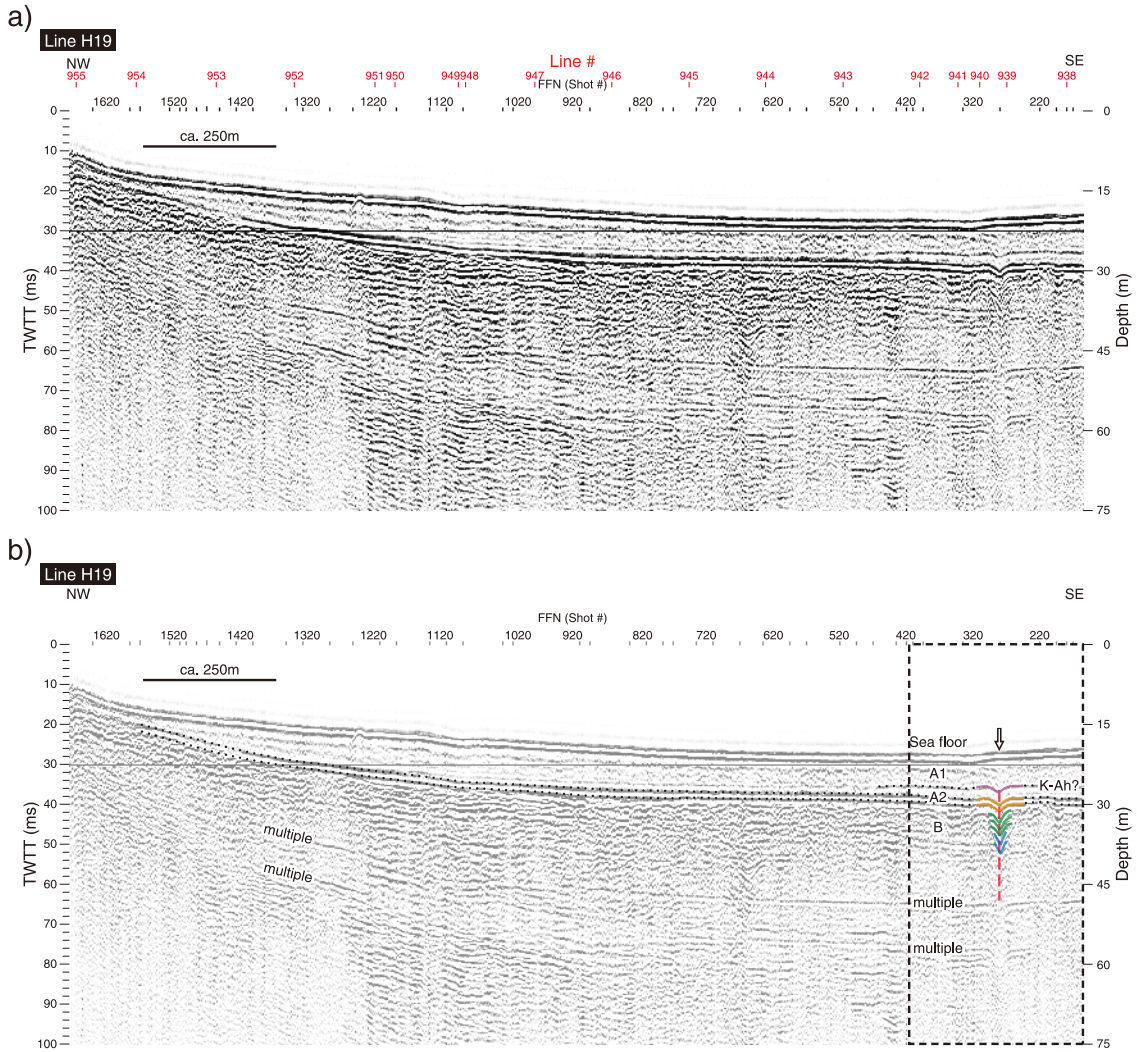 a)
Line H19
NW SE
Line #
955 954 953 952 951 950 949 948 947 946 945 944 943 942 941 940 939 938
FFN (Shot #)
1620 1520 1420 1320 1220 1120 1020 920 820 720 620 520 420 320 220
ca. 250m
0 10 20 30 40 50 60 70 80 90 100
TWTT (ms)
0 15 30 45 60 75
Depth (m)
b)
Line H19
NW SE
FFN (Shot #)
1620 1520 1420 1320 1220 1120 1020 920 820 720 620 520 420 320 220
ca. 250m
0 10 20 30 40 50 60 70 80 90 100
TWTT (ms)
0 15 30 45 60 75
Depth (m)
Sea floor
A1
K-Ah?
A2
B
multiple
multiple
multiple
multiple